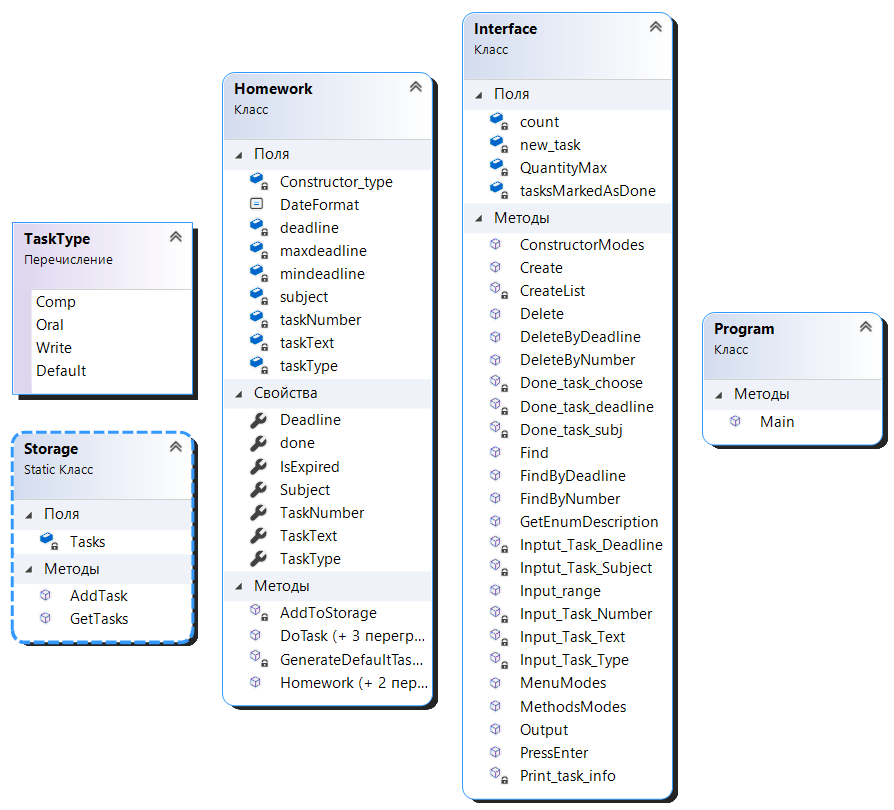 TaskType
Перечисление
Comp
Oral
Write
Default
Storage
Static Класс
Поля
Tasks
Методы
AddTask
GetTasks
Homework
Класс
Поля
Constructor_type
DateFormat
deadline
maxdeadline
mindeadline
subject
taskNumber
taskText
taskType
Свойства
Deadline
done
IsExpired
Subject
TaskNumber
TaskText
TaskType
Методы
AddToStorage
DoTask (+ 3 перегр...
GenerateDefaultTas...
Homework (+ 2 пер...
Interface
Класс
Поля
count
new_task
QuantityMax
tasksMarkedAsDone
Методы
ConstructorModes
Create
CreateList
Delete
DeleteByDeadline
DeleteByNumber
Done_task_choose
Done_task_deadline
Done_task_subj
Find
FindByDeadline
FindByNumber
GetEnumDescription
Inptut_Task_Deadline
Inptut_Task_Subject
Input_range
Input_Task_Number
Input_Task_Text
Input_Task_Type
MenuModes
MethodsModes
Output
PressEnter
Print_task_info
Program
Класс
Методы
Main